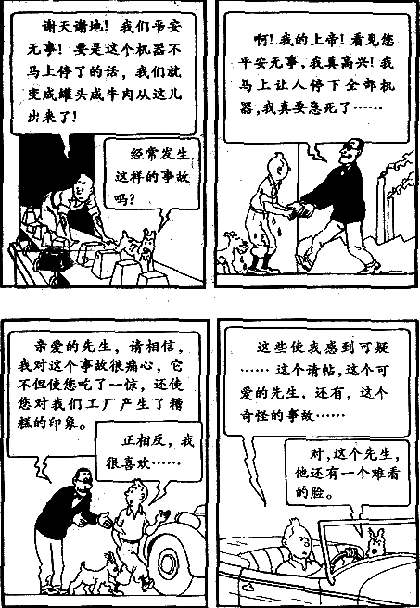 谢天谢地！我们平安
无事！要是这个机器不
马上停了的话，我们就
变成罐头成牛肉从这儿
出来了！
经常发生
这样的事故
吗？
啊！我的上帝！看见您
平安无事，我真高兴！我
马上让人停下全部机
器，我真要急死了……
亲爱的先生，请相信，
我对这个事故很痛心，它
不但使您吃了一惊，还使
您对我们工厂产生了糟
糕的印象。
正相反，我
很喜欢……
这些使我感到可疑
……这个请帖，这个可
爱的先生，还有，这个
奇怪的事故……
对，这个先生，
他还有一个难看
的脸。